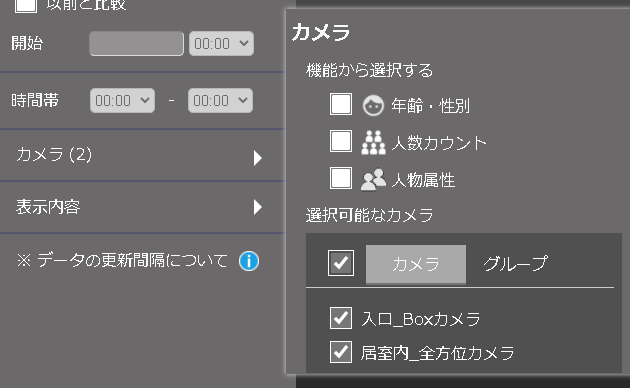 以前と比較
開始 00:00
時間帯 00:00 - 00:00
カメラ (2)
表示内容
※ データの更新間隔について
カメラ
機能から選択する
年齢・性別
人数カウント
人物属性
選択可能なカメラ
カメラ グループ
入口_Boxカメラ
居室内_全方位カメラ